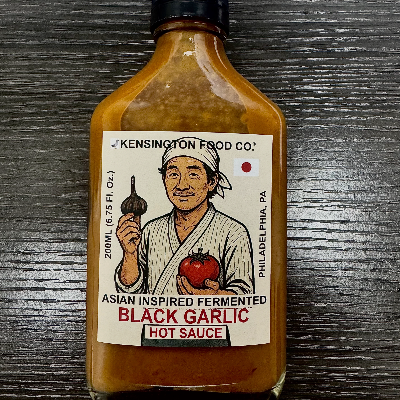 KENSINGTON FOOD CO.
200ML (6.75 Fl. Oz.)
PHILADELPHIA, PA
ASIAN INSPIRED FERMENTED
BLACK GARLIC
HOT SAUCE